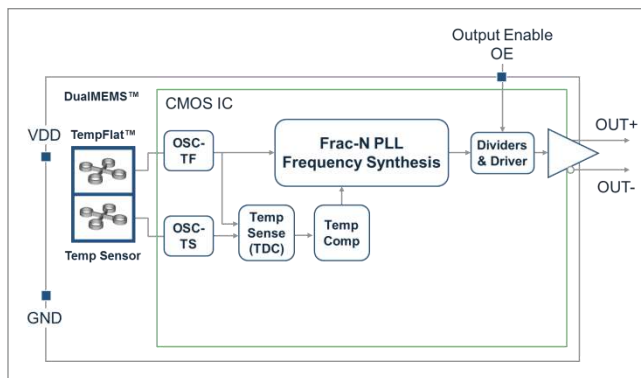 Output Enable
OE
DualMEMS™
CMOS IC
VDD
TempFlat™
OSC-
TF
Frac-N PLL
Frequency Synthesis
Dividers
& Driver
OUT+
OUT-
OSC-
TS
Temp
Sense
(TDC)
Temp
Comp
Temp Sensor
GND